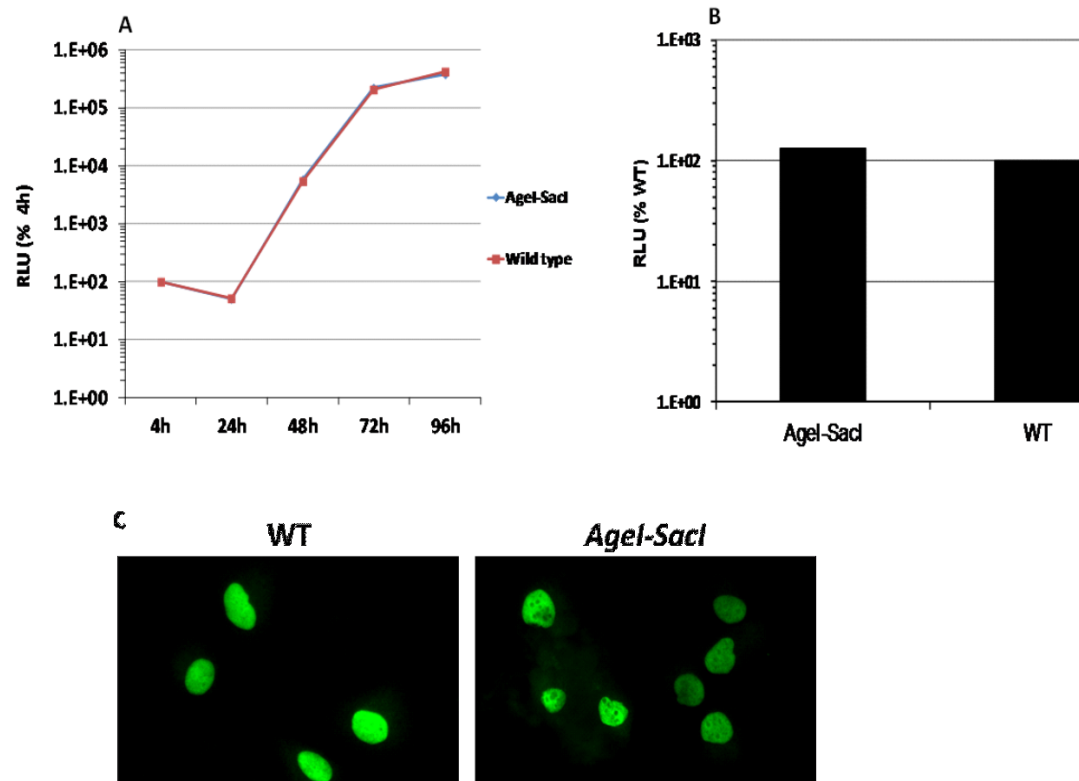 A
1.E+06
1.E+05
1.E+04
1.E+03
1.E+02
1.E+01
1.E+00
RLU (% 4h)
4h 24h 48h 72h 96h
AgeI-SacI
Wild type
B
1.E+03
1.E+02
1.E+01
1.E+00
RLU (% WT)
AgeI-SacI WT
C
WT AgeI-SacI